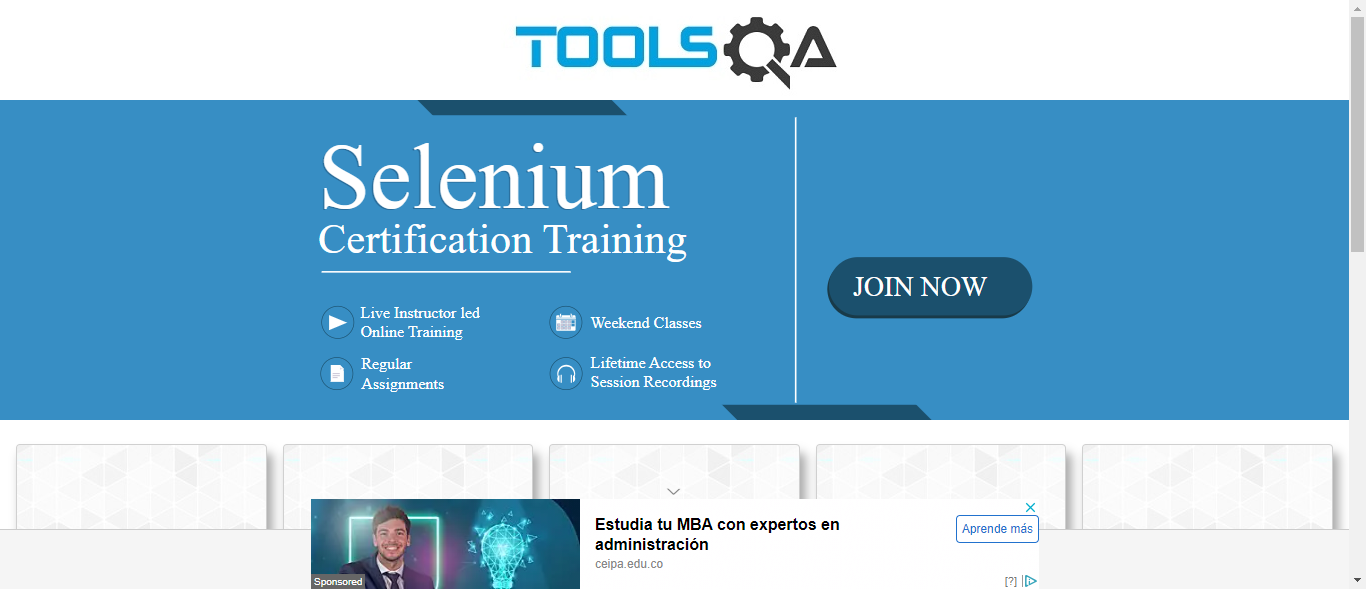 TOOLSQA
Selenium
Certification Training
Live Instructor led
Online Training
Weekend Classes
Regular
Assignments
Lifetime Access to
Session Recordings
JOIN NOW
Estudia tu MBA con expertos en
administración
ceipa.edu.co
Aprende más
Sponsored
[?]